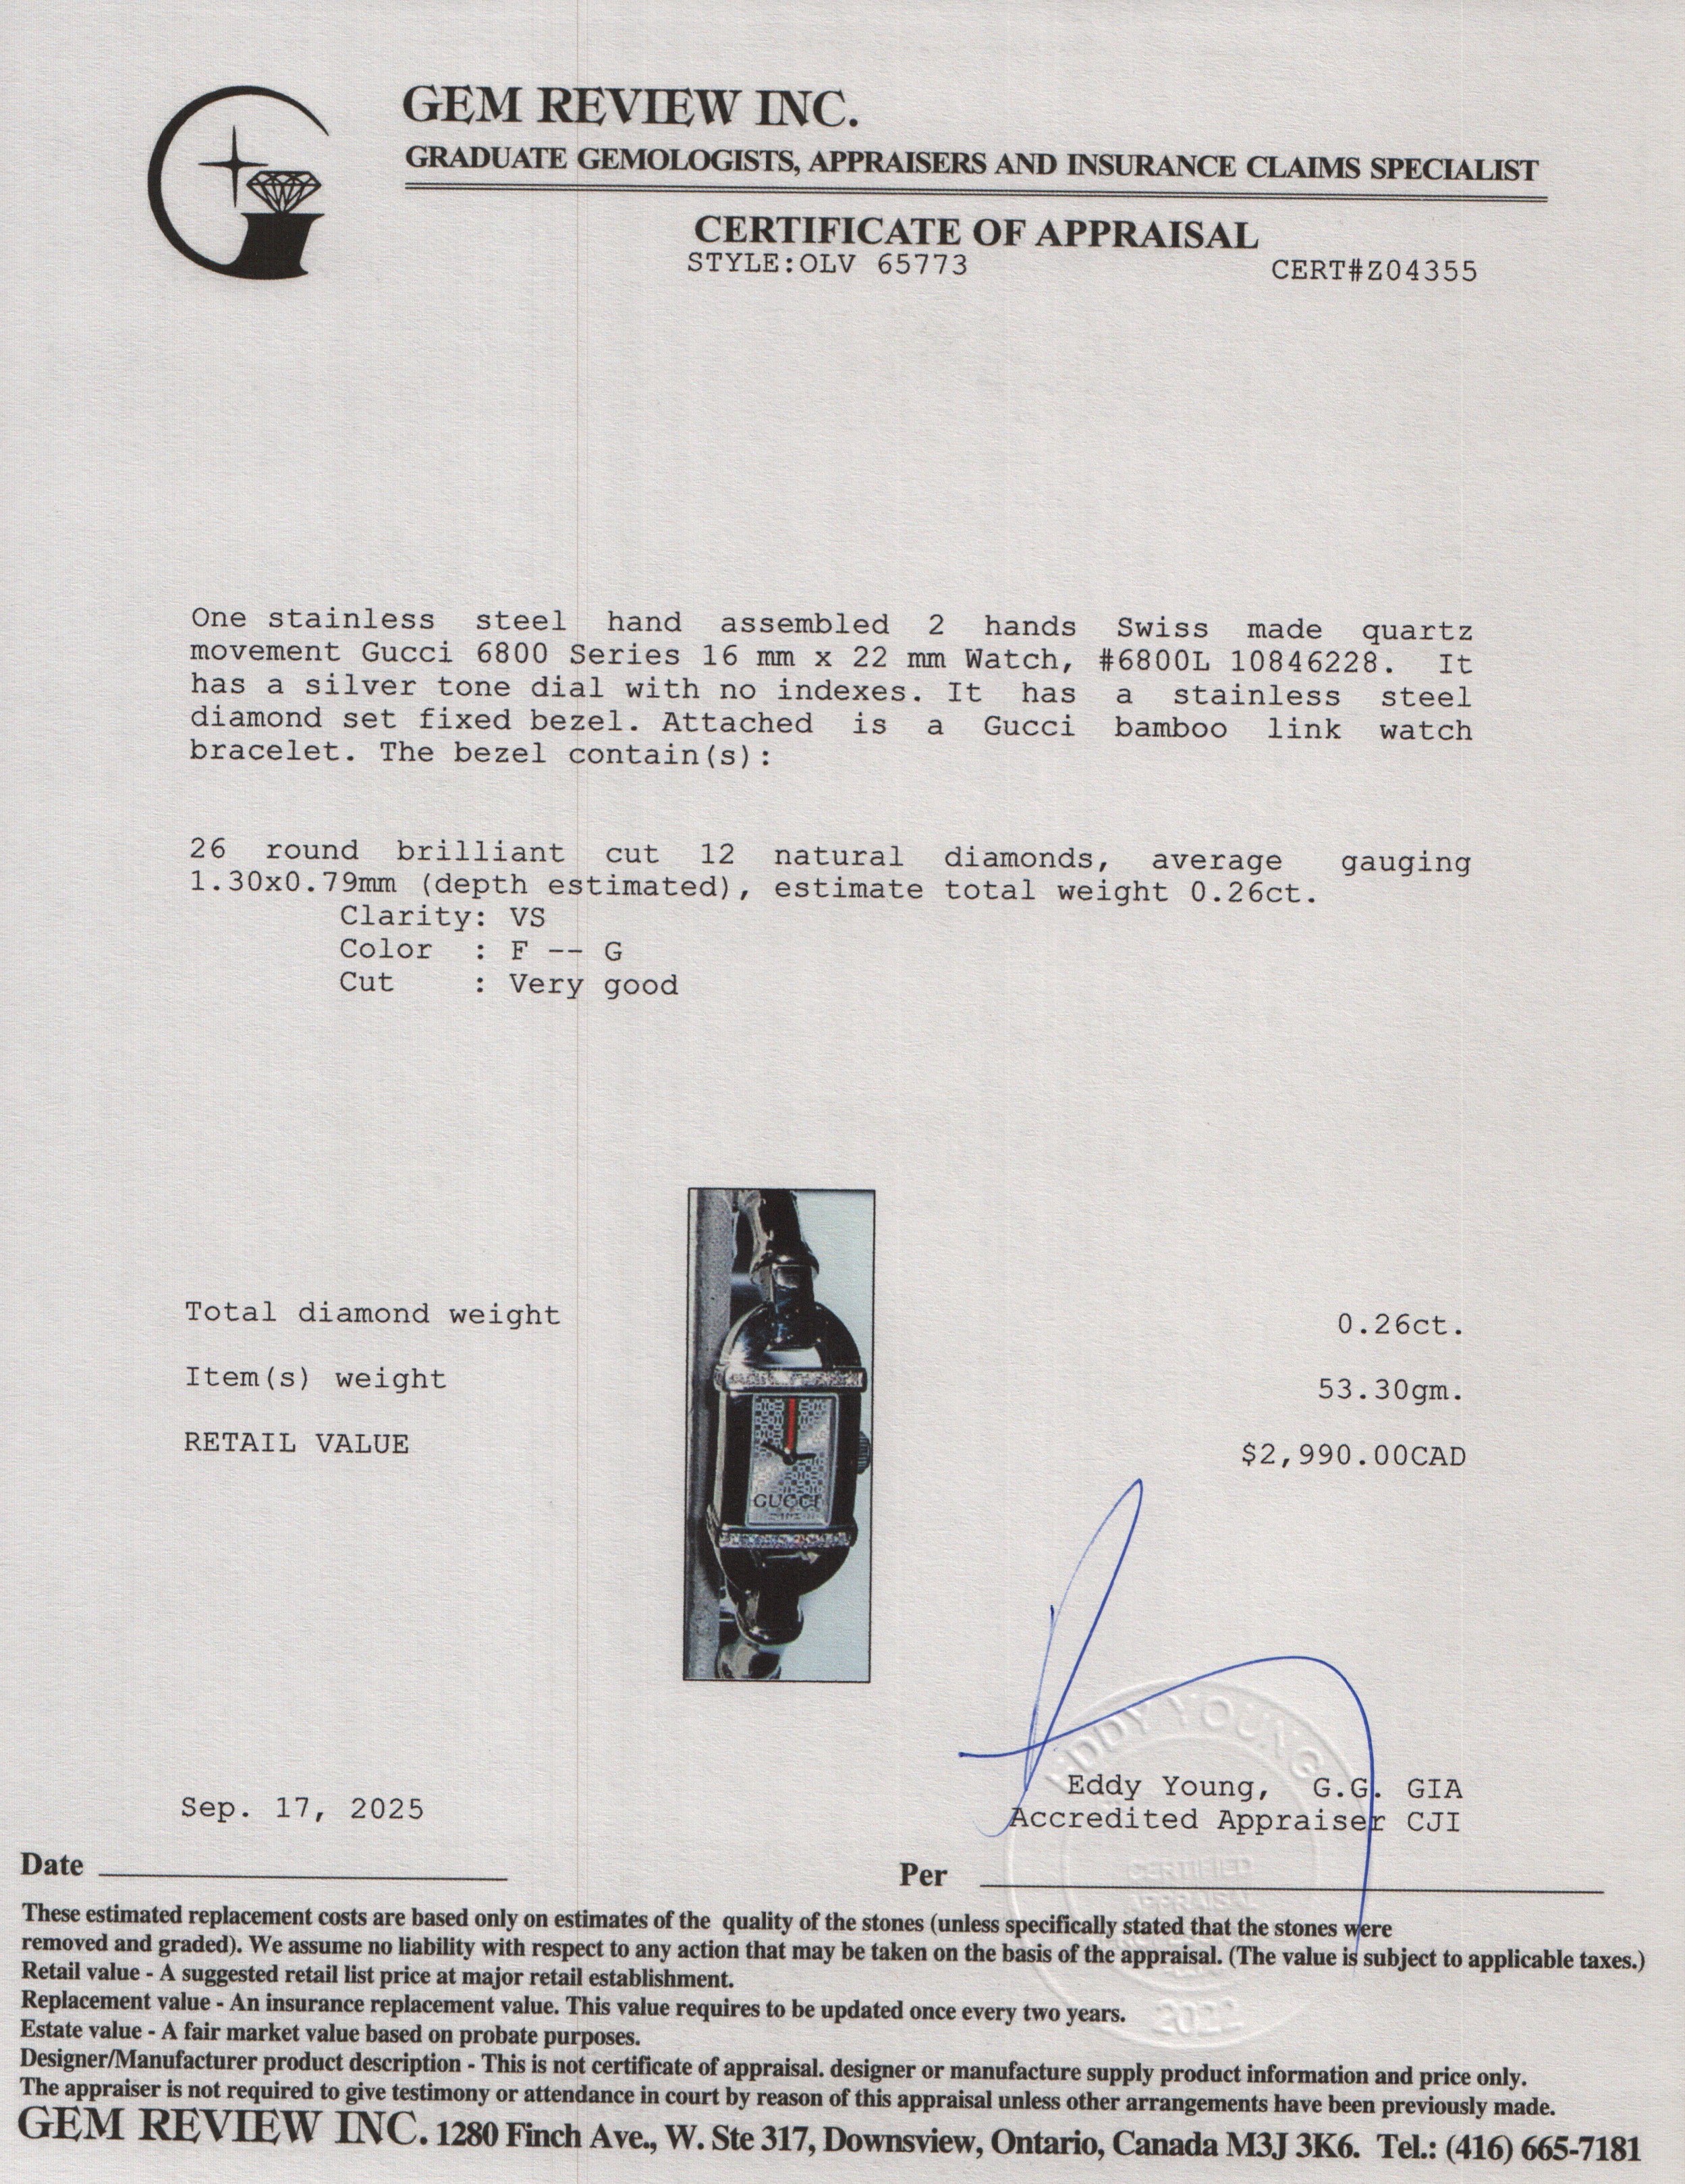 GEM REVIEW INC.
GRADUATE GEMOLOGISTS, APPRAISERS AND INSURANCE CLAIMS SPECIALIST
CERTIFICATE OF APPRAISAL
STYLE:OLV 65773
CERT#Z04355
One stainless steel hand assembled 2 hands Swiss made quartz
movement Gucci 6800 Series 16 mm x 22 mm Watch, #6800L 10846228. It
has a silver tone dial with no indexes. It has a stainless steel
diamond set fixed bezel. Attached is a Gucci bamboo link watch
bracelet. The bezel contain(s):
26 round brilliant cut 12 natural diamonds, average gauging
1.30x0.79mm (depth estimated), estimate total weight 0.26ct.
Clarity: VS
Color : F -- G
Cut : Very good
Total diamond weight 0.26ct.
Item(s) weight 53.30gm.
RETAIL VALUE $2,990.00CAD
GUCCI
EDDY YOUNG
Eddy Young, G.G. GIA
Sep. 17, 2025
Accredited Appraiser CJI
Date
Per
CERTIFIED
APPRAISAL
These estimated replacement costs are based only on estimates of the quality of the stones (unless specifically stated that the stones were
removed and graded). We assume no liability with respect to any action that may be taken on the basis of the appraisal. (The value is subject to applicable taxes.)
Retail value - A suggested retail list price at major retail establishment.
Replacement value - An insurance replacement value. This value requires to be updated once every two years.
2022
Estate value - A fair market value based on probate purposes.
Designer/Manufacturer product description - This is not certificate of appraisal. designer or manufacture supply product information and price only.
The appraiser is not required to give testimony or attendance in court by reason of this appraisal unless other arrangements have been previously made.
GEM REVIEW INC. 1280 Finch Ave., W. Ste 317, Downsview, Ontario, Canada M3J 3K6. Tel.: (416) 665-7181